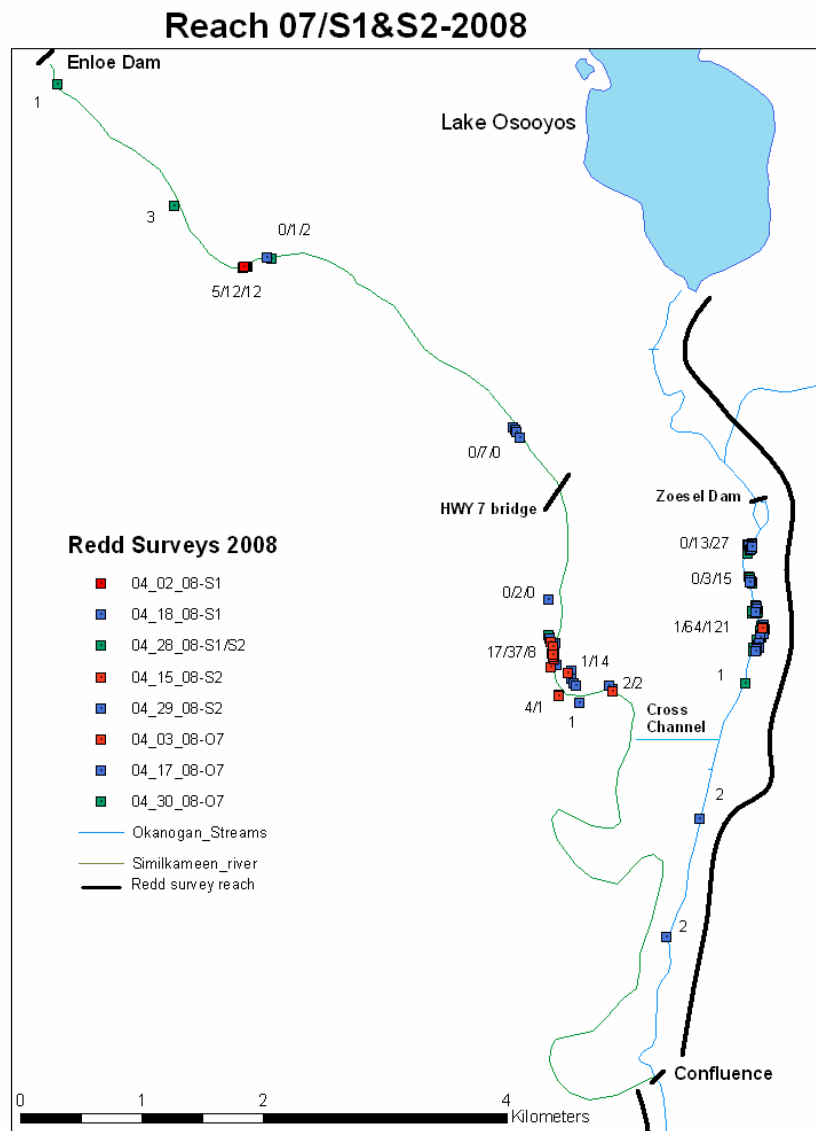 Reach 07/S1&S2-2008
Enloe Dam
1
Lake Osooyos
3
0/1/2
5/12/12
0/7/0
HWY 7 bridge
Zoesel Dam
0/13/27
Redd Surveys 2008
0/3/15
04_02_08-S1
0/2/0
04_18_08-S1
1/64/121
04_28_08-S1/S2
17/37/8
1/14
04_15_08-S2
1
2/2
04_29_08-S2
4/1
1
Cross
Channel
04_03_08-O7
04_17_08-O7
2
04_30_08-O7
Okanogan_Streams
Similkameen_river
Redd survey reach
2
Confluence
0
1
2
4
Kilometers